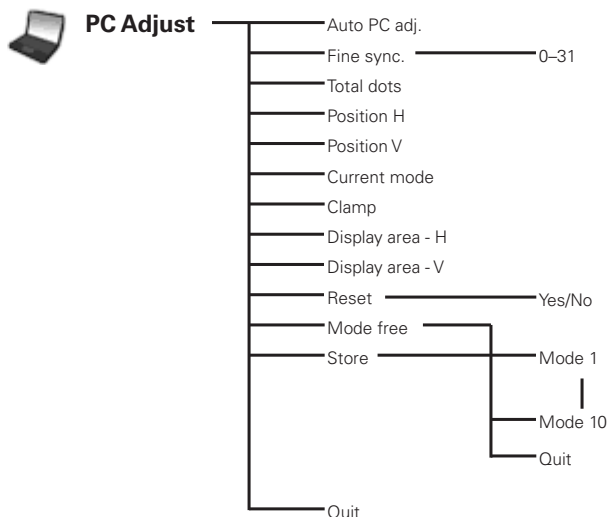 PC Adjust
Auto PC adj.
Fine sync. 0–31
Total dots
Position H
Position V
Current mode
Clamp
Display area - H
Display area - V
Reset Yes/No
Mode free
Store Mode 1
Mode 10
Quit
Quit